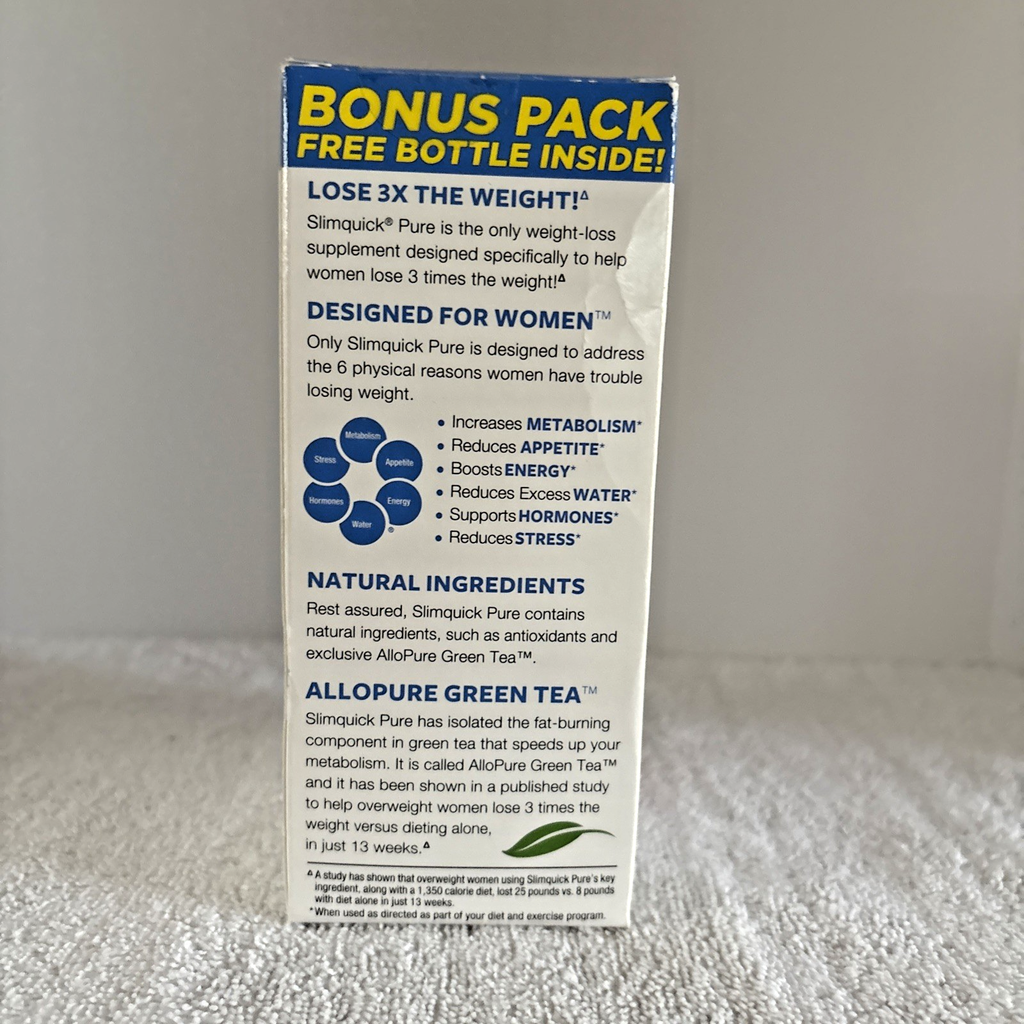 BONUS PACK
FREE BOTTLE INSIDE!
LOSE 3X THE WEIGHT!Δ
Slimquick® Pure is the only weight-loss
supplement designed specifically to help
women lose 3 times the weight!Δ
DESIGNED FOR WOMEN™
Only Slimquick Pure is designed to address
the 6 physical reasons women have trouble
losing weight.
Metabolism
Appetite
Energy
Water
Hormones
Stress
®
• Increases METABOLISM*
• Reduces APPETITE*
• Boosts ENERGY*
• Reduces Excess WATER*
• Supports HORMONES*
• Reduces STRESS*
NATURAL INGREDIENTS
Rest assured, Slimquick Pure contains
natural ingredients, such as antioxidants and
exclusive AlloPure Green Tea™.
ALLOPURE GREEN TEA™
Slimquick Pure has isolated the fat-burning
component in green tea that speeds up your
metabolism. It is called AlloPure Green Tea™
and it has been shown in a published study
to help overweight women lose 3 times the
weight versus dieting alone,
in just 13 weeks.Δ
Δ A study has shown that overweight women using Slimquick Pure's key
ingredient, along with a 1,350 calorie diet, lost 25 pounds vs. 8 pounds
with diet alone in just 13 weeks.
*When used as directed as part of your diet and exercise program.